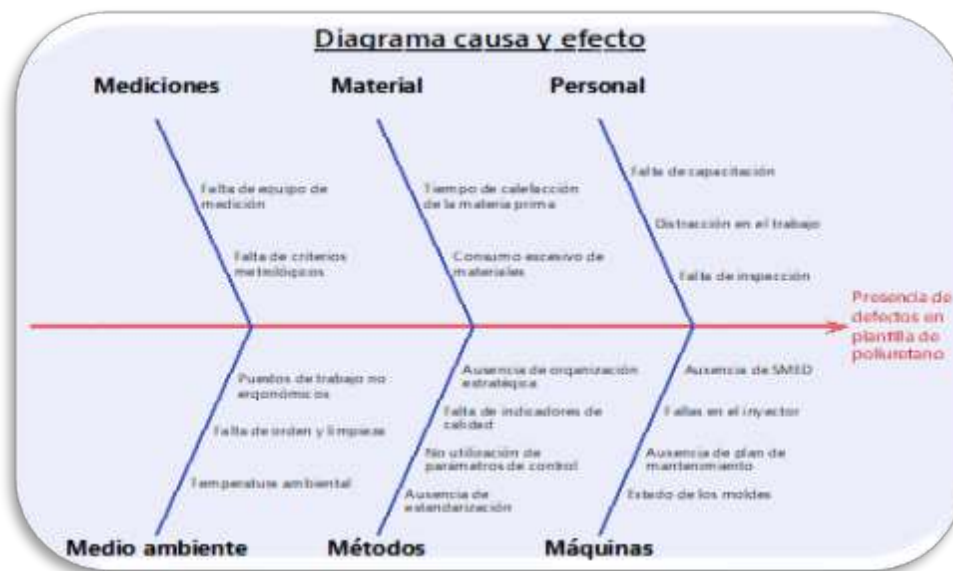 Diagrama causa y efecto
Mediciones
Material
Personal
Falta de equipo de
medición
Falta de criterios
metrológicos
Tiempo de calefacción
de la materia prima
Consumo excesivo de
materiales
Falta de capacitación
Distracción en el trabajo
Falta de inspección
Presencia de
defectos en
plantilla de
poliuretano
Puestos de trabajo no
ergonómicos
Falta de orden y limpieza
Temperatura ambiental
Ausencia de organización
estratégica
Falta de indicadores de
calidad
No utilización de
parámetros de control
Ausencia de
estandarización
Ausencia de SMED
Fallas en el inyector
Ausencia de plan de
mantenimiento
Estado de los moldes
Medio ambiente
Métodos
Máquinas